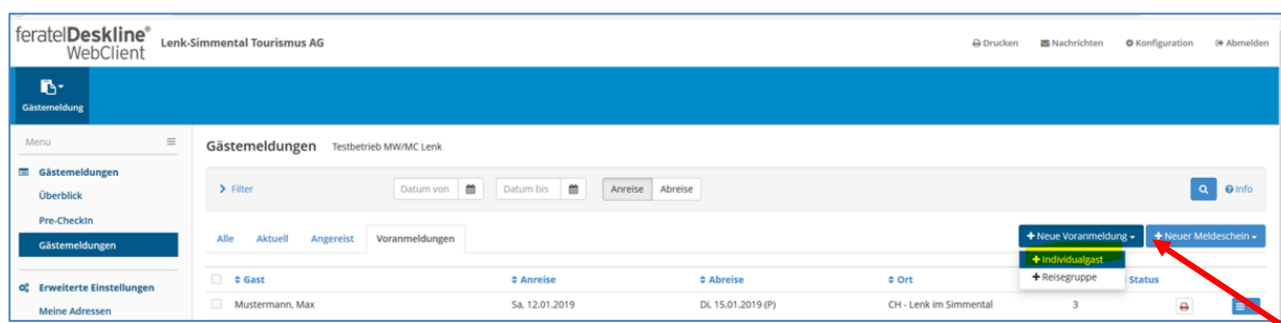 feratelDeskline®
WebClient
Lenk-Simmental Tourismus AG
Drucken Nachrichten Konfiguration Abmelden
Gästemeldung
Menu
Gästemeldungen
Überblick
Pre-CheckIn
Gästemeldungen
Erweiterte Einstellungen
Meine Adressen
Gästemeldungen Testbetrieb MW/MC Lenk
Filter Datum von Datum bis Anreise Abreise Info
Alle Aktuell Angereist Voranmeldungen + Neue Voranmeldung + Neuer Meldeschein
+ Individualgast
+ Reisegruppe
Gast Anreise Abreise Ort Status
Mustermann, Max Sa, 12.01.2019 Di, 15.01.2019 (P) CH - Lenk im Simmental 3